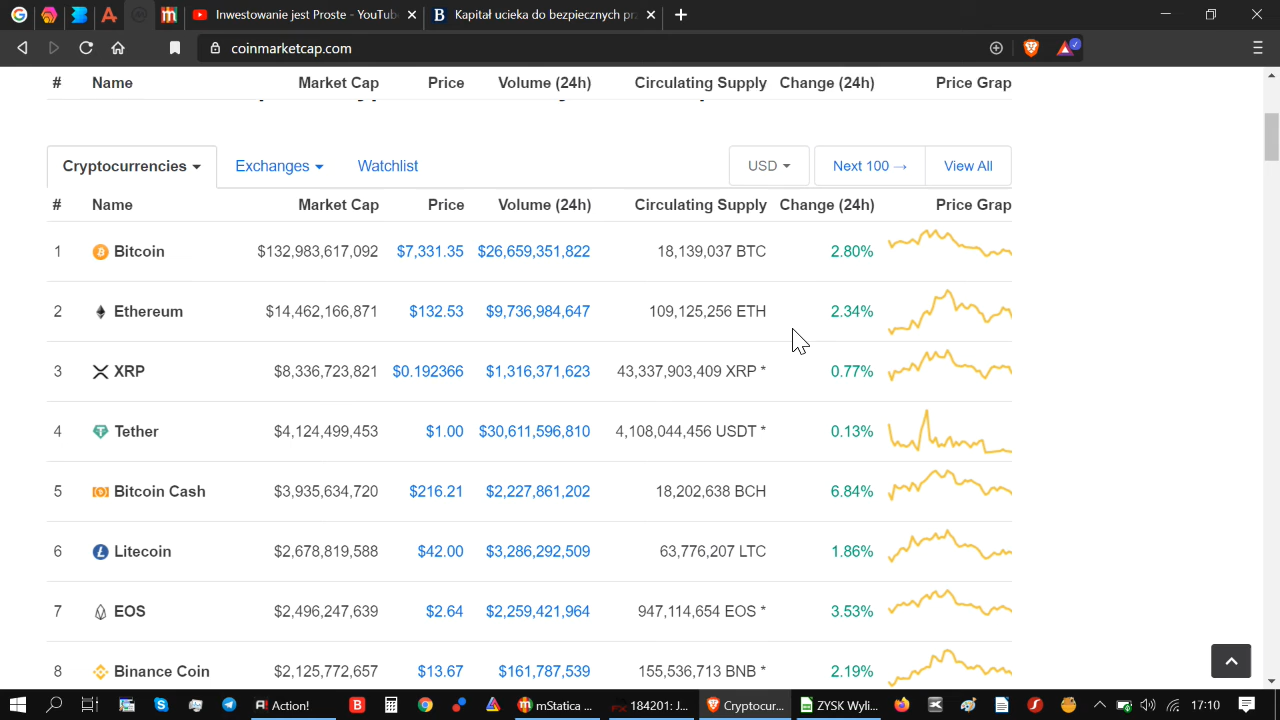 Inwestowanie jest Proste - YouTub
B Kapitał ucieka do bezpiecznych prz
coinmarketcap.com
# Name Market Cap Price Volume (24h) Circulating Supply Change (24h) Price Grap
Cryptocurrencies Exchanges Watchlist USD Next 100 → View All
# Name Market Cap Price Volume (24h) Circulating Supply Change (24h) Price Grap
1 Bitcoin $132,983,617,092 $7,331.35 $26,659,351,822 18,139,037 BTC 2.80%
2 Ethereum $14,462,166,871 $132.53 $9,736,984,647 109,125,256 ETH 2.34%
3 XRP $8,336,723,821 $0.192366 $1,316,371,623 43,337,903,409 XRP * 0.77%
4 Tether $4,124,499,453 $1.00 $30,611,596,810 4,108,044,456 USDT * 0.13%
5 Bitcoin Cash $3,935,634,720 $216.21 $2,227,861,202 18,202,638 BCH 6.84%
6 Litecoin $2,678,819,588 $42.00 $3,286,292,509 63,776,207 LTC 1.86%
7 EOS $2,496,247,639 $2.64 $2,259,421,964 947,114,654 EOS * 3.53%
8 Binance Coin $2,125,772,657 $13.67 $161,787,539 155,536,713 BNB * 2.19%
Action! mStatica ... 184201: J... Cryptocur... ZYSK Wyli... 17:10